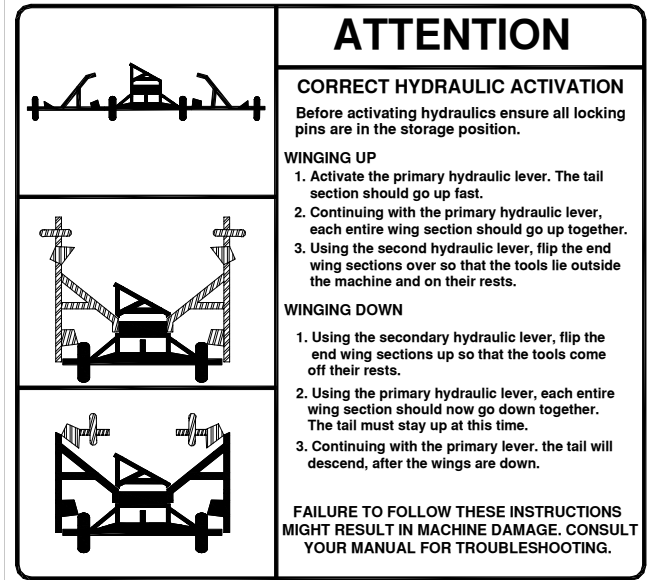 ATTENTION
CORRECT HYDRAULIC ACTIVATION
Before activating hydraulics ensure all locking
pins are in the storage position.
WINGING UP
1. Activate the primary hydraulic lever. The tail
section should go up fast.
2. Continuing with the primary hydraulic lever,
each entire wing section should go up together.
3. Using the second hydraulic lever, flip the end
wing sections over so that the tools lie outside
the machine and on their rests.
WINGING DOWN
1. Using the secondary hydraulic lever, flip the
end wing sections up so that the tools come
off their rests.
2. Using the primary hydraulic lever, each entire
wing section should now go down together.
The tail must stay up at this time.
3. Continuing with the primary lever. the tail will
descend, after the wings are down.
FAILURE TO FOLLOW THESE INSTRUCTIONS
MIGHT RESULT IN MACHINE DAMAGE. CONSULT
YOUR MANUAL FOR TROUBLESHOOTING.